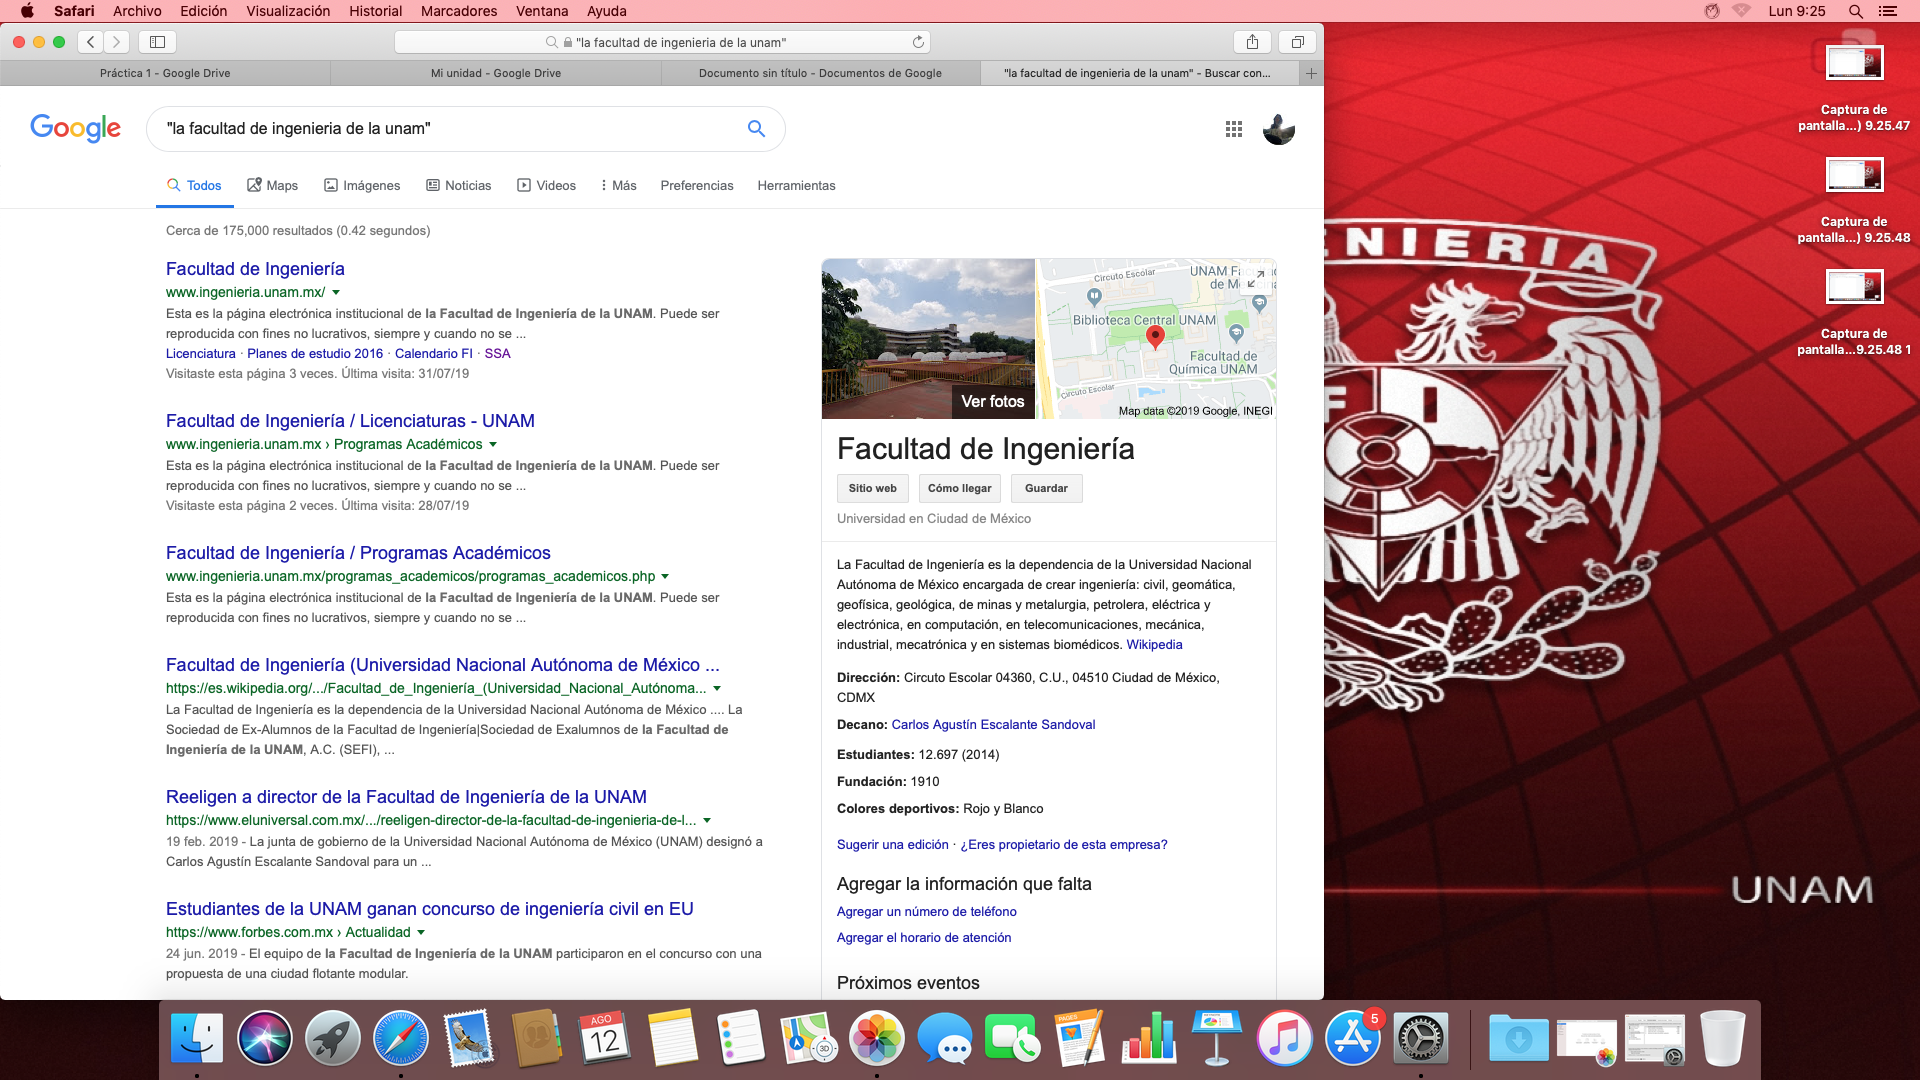 Safari Archivo Edición Visualización Historial Marcadores Ventana Ayuda Lun 9:25
"la facultad de ingenieria de la unam"
Práctica 1 - Google Drive
Mi unidad - Google Drive
Documento sin título - Documentos de Google
"la facultad de ingenieria de la unam" - Buscar con...
Google
"la facultad de ingenieria de la unam"
Todos Maps Imágenes Noticias Videos Más Preferencias Herramientas
Cerca de 175,000 resultados (0.42 segundos)
Facultad de Ingeniería
www.ingenieria.unam.mx/
Esta es la página electrónica institucional de la Facultad de Ingeniería de la UNAM. Puede ser
reproducida con fines no lucrativos, siempre y cuando no se ...
Licenciatura · Planes de estudio 2016 · Calendario FI · SSA
Visitaste esta página 3 veces. Última visita: 31/07/19
Facultad de Ingeniería / Licenciaturas - UNAM
www.ingenieria.unam.mx › Programas Académicos
Esta es la página electrónica institucional de la Facultad de Ingeniería de la UNAM. Puede ser
reproducida con fines no lucrativos, siempre y cuando no se ...
Visitaste esta página 2 veces. Última visita: 28/07/19
Facultad de Ingeniería / Programas Académicos
www.ingenieria.unam.mx/programas_academicos/programas_academicos.php
Esta es la página electrónica institucional de la Facultad de Ingeniería de la UNAM. Puede ser
reproducida con fines no lucrativos, siempre y cuando no se ...
Facultad de Ingeniería (Universidad Nacional Autónoma de México ...
https://es.wikipedia.org/.../Facultad_de_Ingeniería_(Universidad_Nacional_Autónoma...
La Facultad de Ingeniería es la dependencia de la Universidad Nacional Autónoma de México .... La
Sociedad de Ex-Alumnos de la Facultad de Ingeniería|Sociedad de Exalumnos de la Facultad de
Ingeniería de la UNAM, A.C. (SEFI), ...
Reeligen a director de la Facultad de Ingeniería de la UNAM
https://www.eluniversal.com.mx/.../reeligen-director-de-la-facultad-de-ingenieria-de-l...
19 feb. 2019 - La junta de gobierno de la Universidad Nacional Autónoma de México (UNAM) designó a
Carlos Agustín Escalante Sandoval para un ...
Estudiantes de la UNAM ganan concurso de ingeniería civil en EU
https://www.forbes.com.mx › Actualidad
24 jun. 2019 - El equipo de la Facultad de Ingeniería de la UNAM participaron en el concurso con una
propuesta de una ciudad flotante modular.
Ver fotos
Circuto Escolar
UNAM Fac
de M
Biblioteca Central UNAM
Facultad de
Química UNAM
Circuto Escolar
Map data ©2019 Google, INEGI
Facultad de Ingeniería
Sitio web Cómo llegar Guardar
Universidad en Ciudad de México
La Facultad de Ingeniería es la dependencia de la Universidad Nacional
Autónoma de México encargada de crear ingeniería: civil, geomática,
geofísica, geológica, de minas y metalurgia, petrolera, eléctrica y
electrónica, en computación, en telecomunicaciones, mecánica,
industrial, mecatrónica y en sistemas biomédicos. Wikipedia
Dirección: Circuto Escolar 04360, C.U., 04510 Ciudad de México,
CDMX
Decano: Carlos Agustín Escalante Sandoval
Estudiantes: 12.697 (2014)
Fundación: 1910
Colores deportivos: Rojo y Blanco
Sugerir una edición · ¿Eres propietario de esta empresa?
Agregar la información que falta
Agregar un número de teléfono
Agregar el horario de atención
Próximos eventos
Captura de
pantalla...) 9.25.47
Captura de
pantalla...) 9.25.48
Captura de
pantalla...9.25.48 1
NIERIA
F D
UNAM
AGO
12
PAGES
3D
5